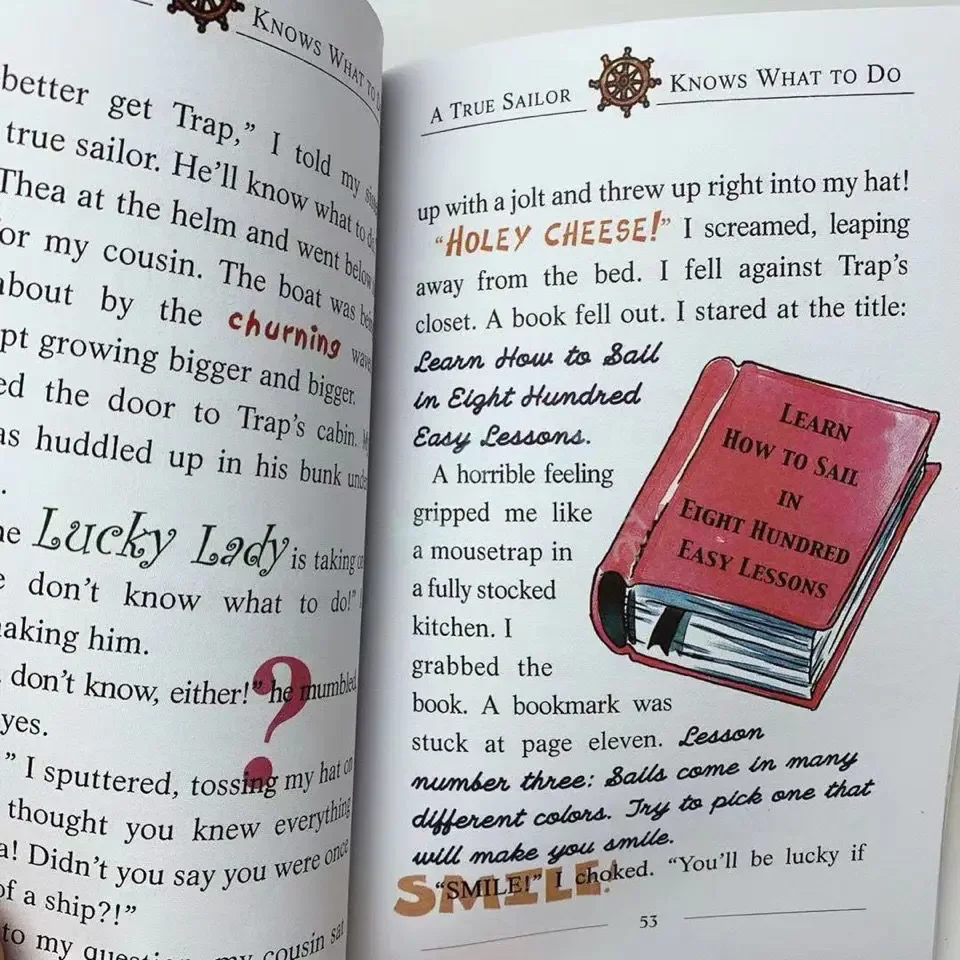 KNOWS WHAT TO
better get Trap,” I told my
true sailor. He’ll know what to do
Thea at the helm and went below
for my cousin. The boat was
about by the churning
growing bigger and bigger.
the door to Trap’s cabin.
huddled up in his bunk
Lucky Lady is taking
don’t know what to do!”
him.
don’t know, either!” he mumbled
” I sputtered, tossing my hat
thought you knew everything
Didn’t you say you were once
of a ship?!”
to my my cousin sat
?
A TRUE SAILOR KNOWS WHAT TO DO
up with a jolt and threw up right into my hat!
“HOLEY CHEESE!” I screamed, leaping
away from the bed. I fell against Trap’s
closet. A book fell out. I stared at the title:
Learn How to Sail
in Eight Hundred
Easy Lessons.
A horrible feeling
gripped me like
a mousetrap in
a fully stocked
kitchen. I
grabbed the
book. A bookmark was
stuck at page eleven. Lesson
number three: Sails come in many
different colors. Try to pick one that
will make you smile.
“SMILE!” I choked. “You’ll be lucky if
SMILE!
53
LEARN
HOW TO SAIL
IN
EIGHT HUNDRED
EASY LESSONS